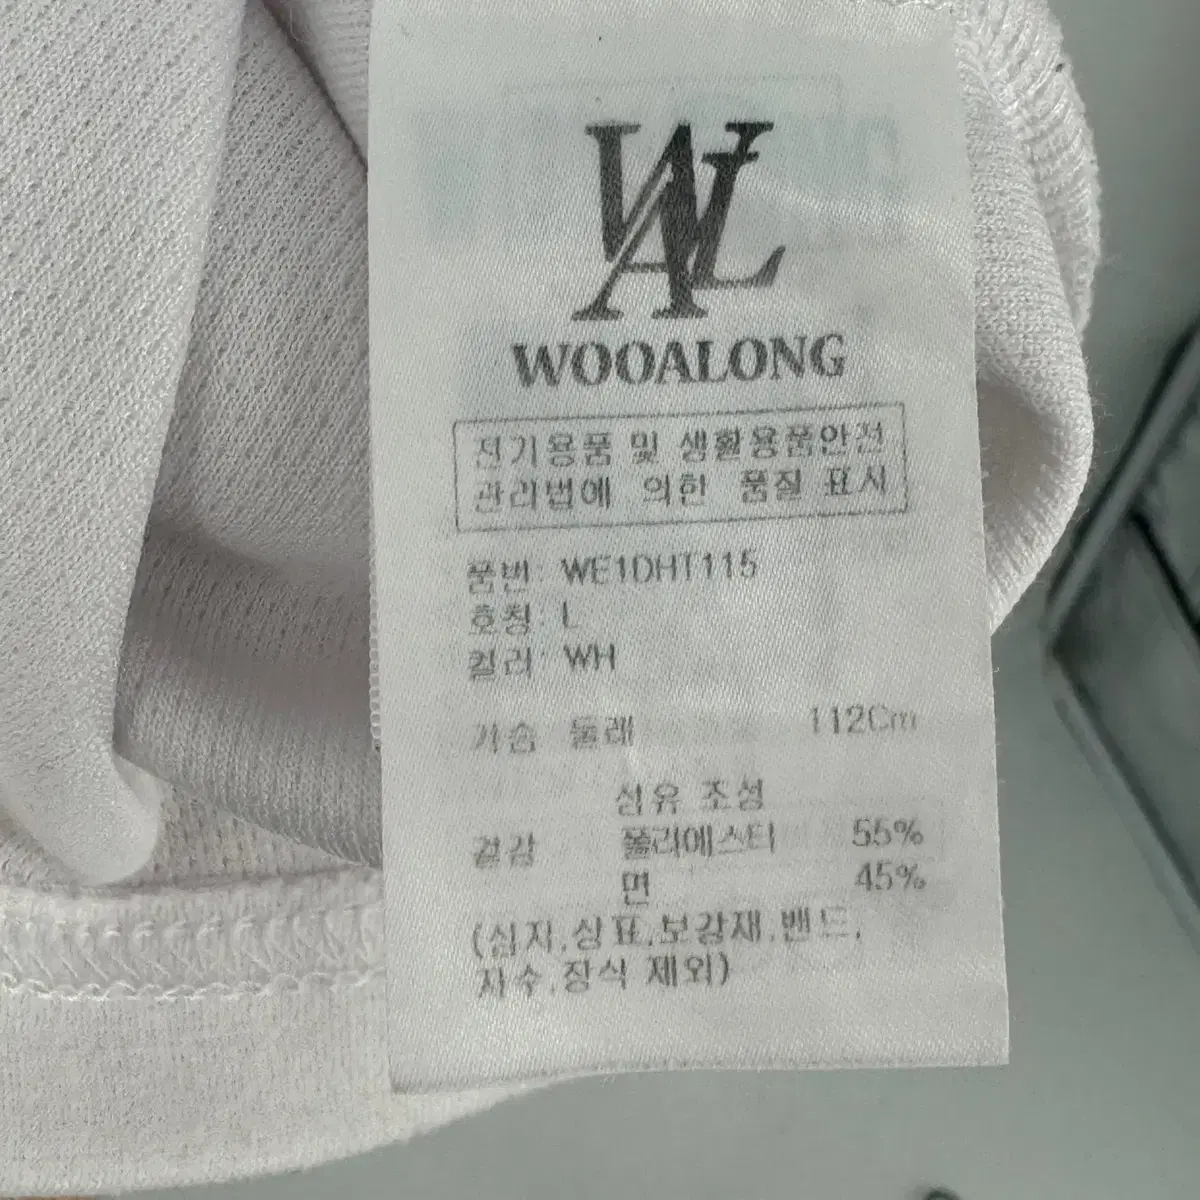 WAL
WOOALONG
전기용품 및 생활용품안전
관리법에 의한 품질 표시
품번: WE1DHT115
호칭: L
컬러: WH
가슴 둘레 112Cm
섬유 조성
겉감 폴리에스터 55%
면 45%
(심지,상표,보강재,밴드,
자수,장식 제외)